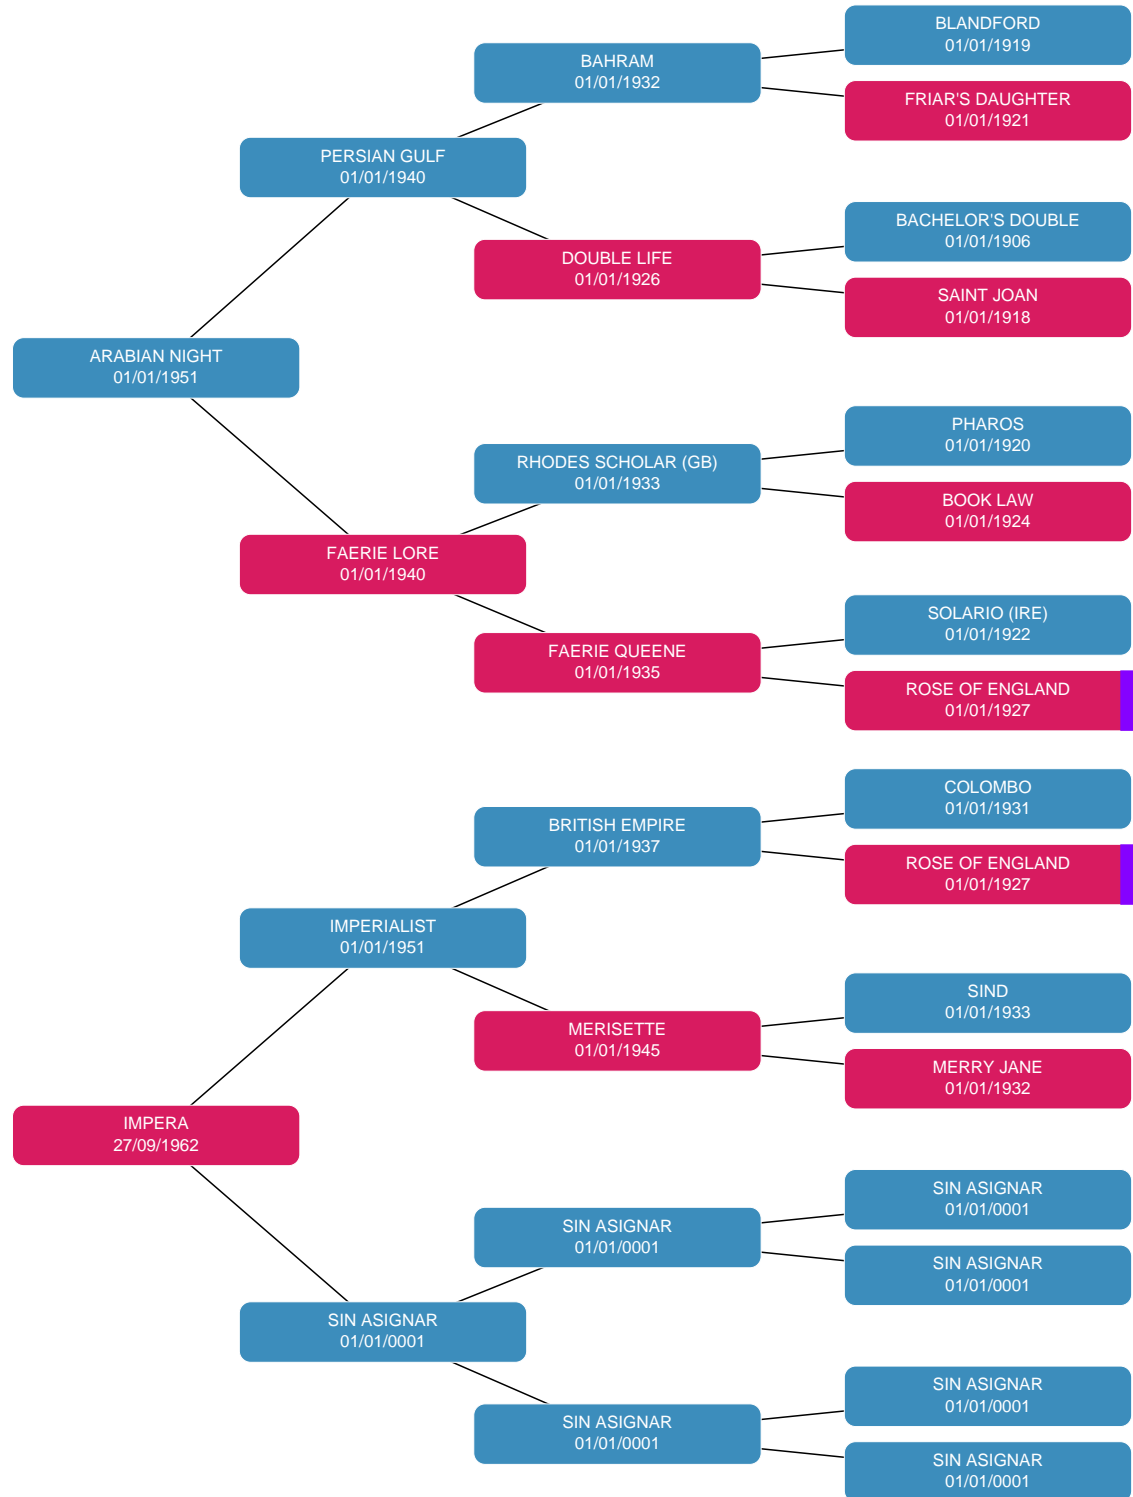 BLANDFORD
01/01/1919
BAHRAM
01/01/1932
FRIAR'S DAUGHTER
01/01/1921
PERSIAN GULF
01/01/1940
BACHELOR'S DOUBLE
01/01/1906
DOUBLE LIFE
01/01/1926
SAINT JOAN
01/01/1918
ARABIAN NIGHT
01/01/1951
PHAROS
01/01/1920
RHODES SCHOLAR (GB)
01/01/1933
BOOK LAW
01/01/1924
FAERIE LORE
01/01/1940
SOLARIO (IRE)
01/01/1922
FAERIE QUEENE
01/01/1935
ROSE OF ENGLAND
01/01/1927
COLOMBO
01/01/1931
BRITISH EMPIRE
01/01/1937
ROSE OF ENGLAND
01/01/1927
IMPERIALIST
01/01/1951
SIND
01/01/1933
MERISETTE
01/01/1945
MERRY JANE
01/01/1932
IMPERA
27/09/1962
SIN ASIGNAR
01/01/0001
SIN ASIGNAR
01/01/0001
SIN ASIGNAR
01/01/0001
SIN ASIGNAR
01/01/0001
SIN ASIGNAR
01/01/0001
SIN ASIGNAR
01/01/0001
SIN ASIGNAR
01/01/0001